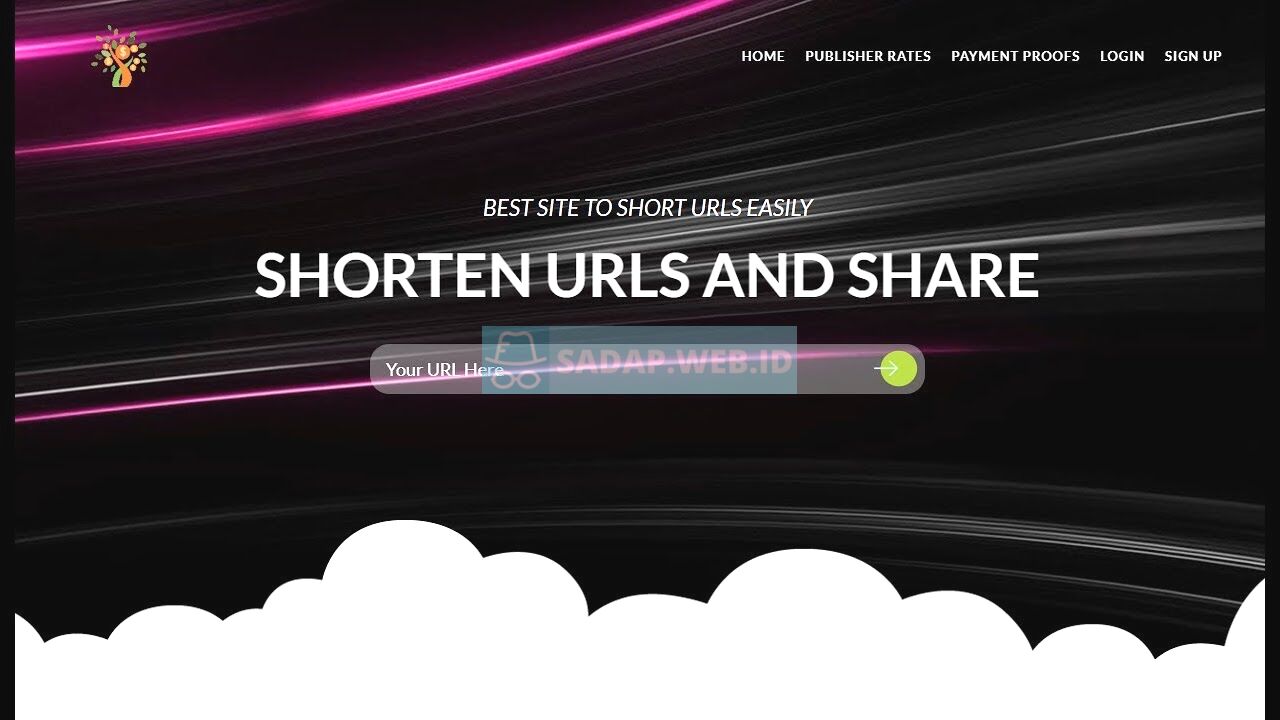 HOME PUBLISHER RATES PAYMENT PROOFS LOGIN SIGN UP
$
BEST SITE TO SHORT URLS EASILY
SHORTEN URLS AND SHARE
Your URL Here
SADAP.WEB.ID